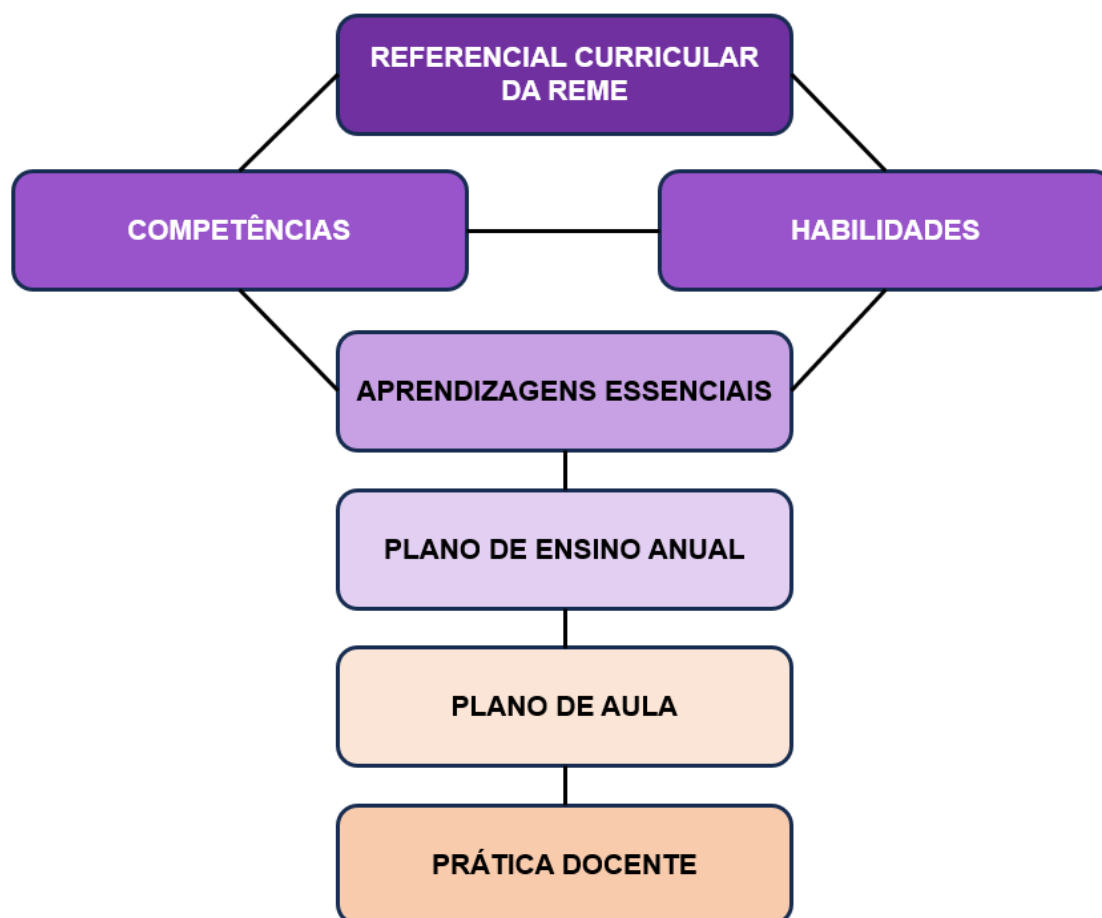 REFERENCIAL CURRICULAR
DA REME
COMPETÊNCIAS
HABILIDADES
APRENDIZAGENS ESSENCIAIS
PLANO DE ENSINO ANUAL
PLANO DE AULA
PRÁTICA DOCENTE